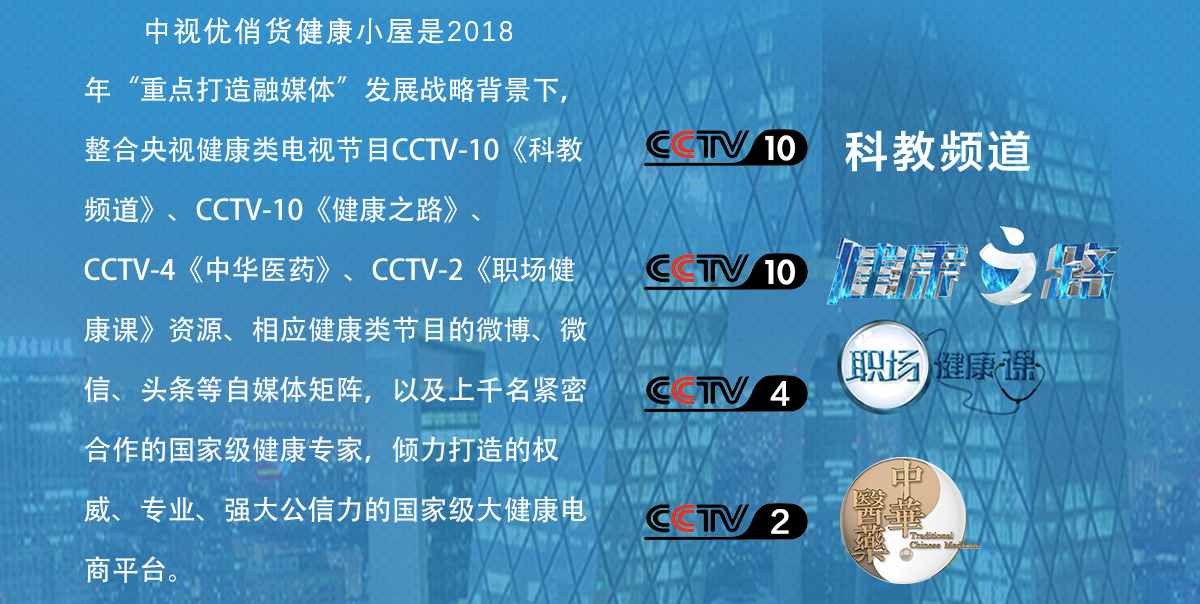 中视优俏货健康小屋是2018
年“重点打造融媒体”发展战略背景下，
整合央视健康类电视节目CCTV-10《科教
频道》、CCTV-10《健康之路》、
CCTV-4《中华医药》、CCTV-2《职场健
康课》资源、相应健康类节目的微博、微
信、头条等自媒体矩阵，以及上千名紧密
合作的国家级健康专家，倾力打造的权
威、专业、强大公信力的国家级大健康电
商平台。
CCTV 10 科教频道
CCTV 10 健康之路
CCTV 4 职场健康课
CCTV 2 中華醫藥
Traditional
Chinese Medicine